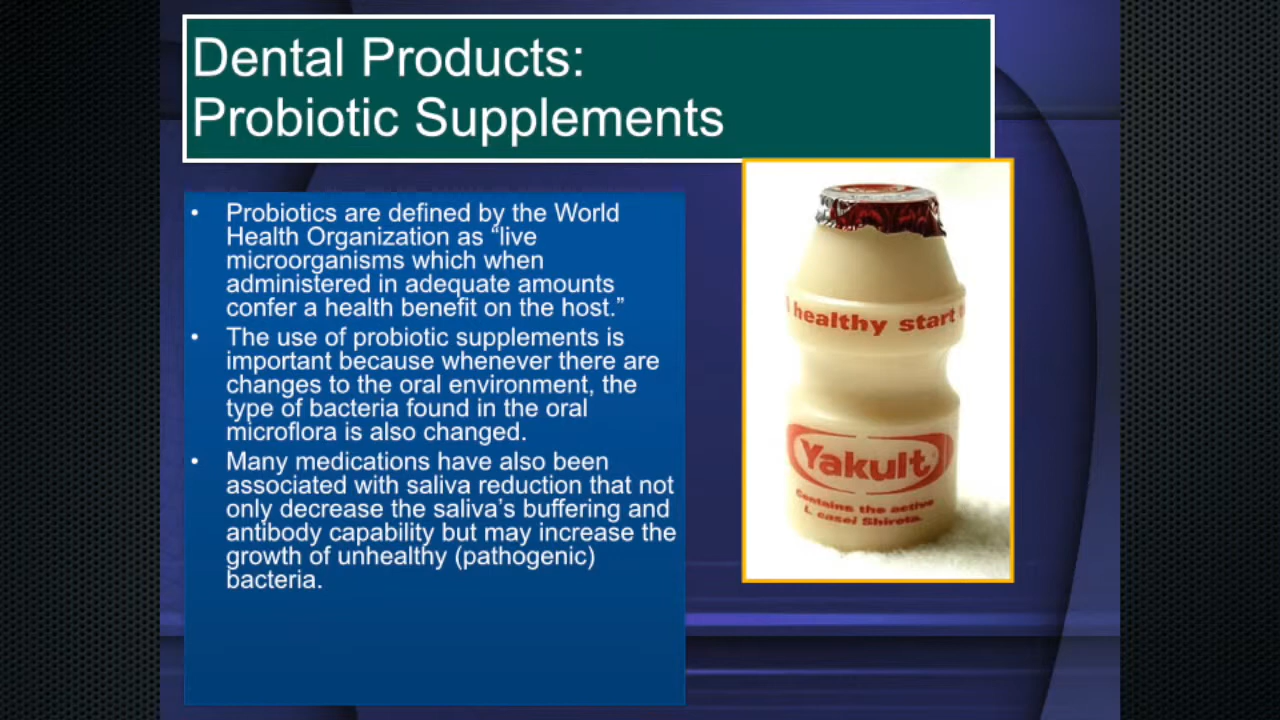 Dental Products:
Probiotic Supplements
• Probiotics are defined by the World
Health Organization as “live
microorganisms which when
administered in adequate amounts
confer a health benefit on the host.”
• The use of probiotic supplements is
important because whenever there are
changes to the oral environment, the
type of bacteria found in the oral
microflora is also changed.
• Many medications have also been
associated with saliva reduction that not
only decrease the saliva’s buffering and
antibody capability but may increase the
growth of unhealthy (pathogenic)
bacteria.
healthy start
Yakult
Contains the active
L. casei Shirota.